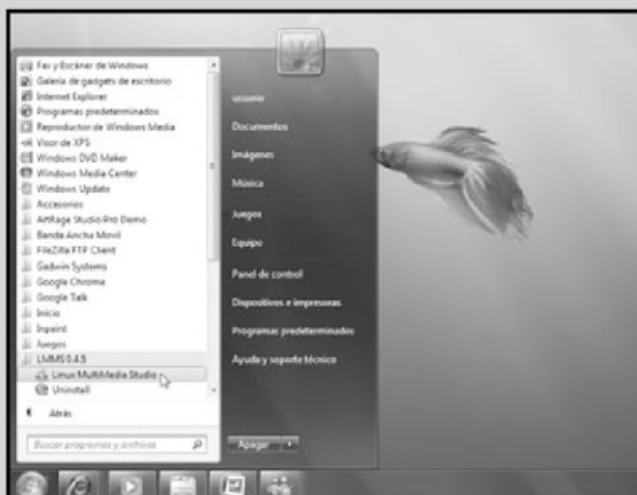 Fax y Escáner de Windows
Galería de gadgets de escritorio
Internet Explorer
Programas predeterminados
Reproductor de Windows Media
Visor de XPS
Windows DVD Maker
Windows Media Center
Windows Update
Accesorios
ArtRage Studio Pro Demo
Banda Ancha Movil
FileZilla FTP Client
Gadwin Systems
Google Chrome
Google Talk
Inicio
Inpaint
Juegos
LMMS 0.4.5
Linux MultiMedia Studio
Uninstall
Atrás
Buscar programas y archivos
usuario
Documentos
Imágenes
Música
Juegos
Equipo
Panel de control
Dispositivos e impresoras
Programas predeterminados
Ayuda y soporte técnico
Apagar